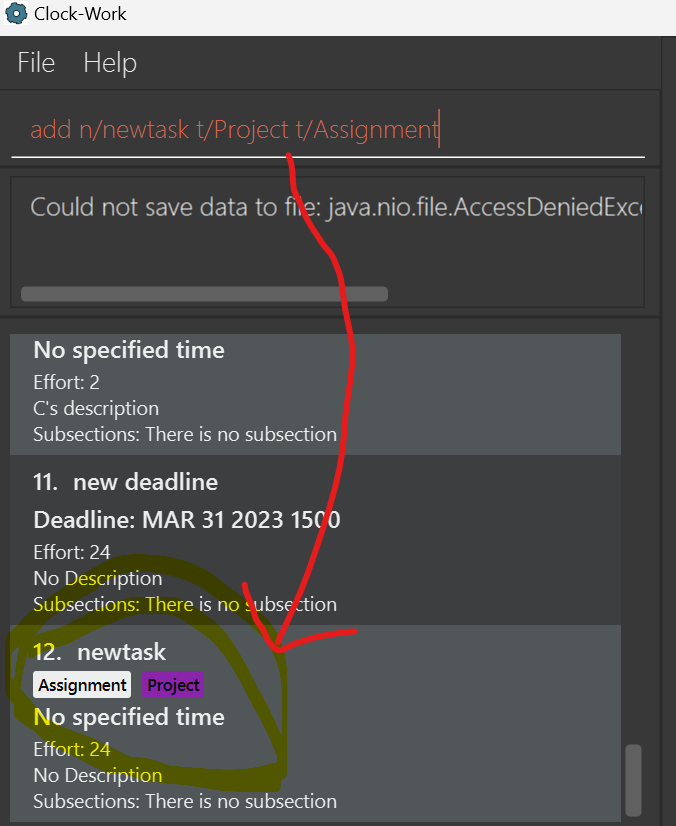 Clock-Work
File Help
add n/newtask t/Project t/Assignment
Could not save data to file: java.nio.file.AccessDeniedExc
No specified time
Effort: 2
C's description
Subsections: There is no subsection
11. new deadline
Deadline: MAR 31 2023 1500
Effort: 24
No Description
Subsections: There is no subsection
12. newtask
Assignment Project
No specified time
Effort: 24
No Description
Subsections: There is no subsection